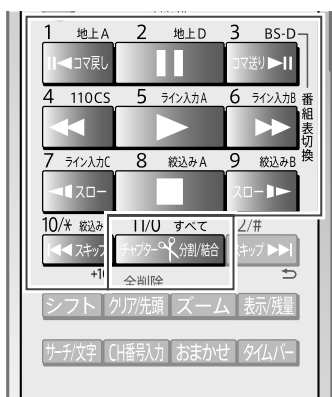 1 地上A 2 地上D 3 BS-D
コマ戻し コマ送り
4 110CS 5 ライン入力A 6 ライン入力B
番組表切換
7 ライン入力C 8 絞込みA 9 絞込みB
スロー スロー
10/* 絞込み 11/0 すべて 2/#
スキップ チャプター 分割/結合 キップ
+10 全削除
シフト クリア/先頭 ズーム 表示/残量
サーチ/文字 CH番号入力 おまかせ タイムバー